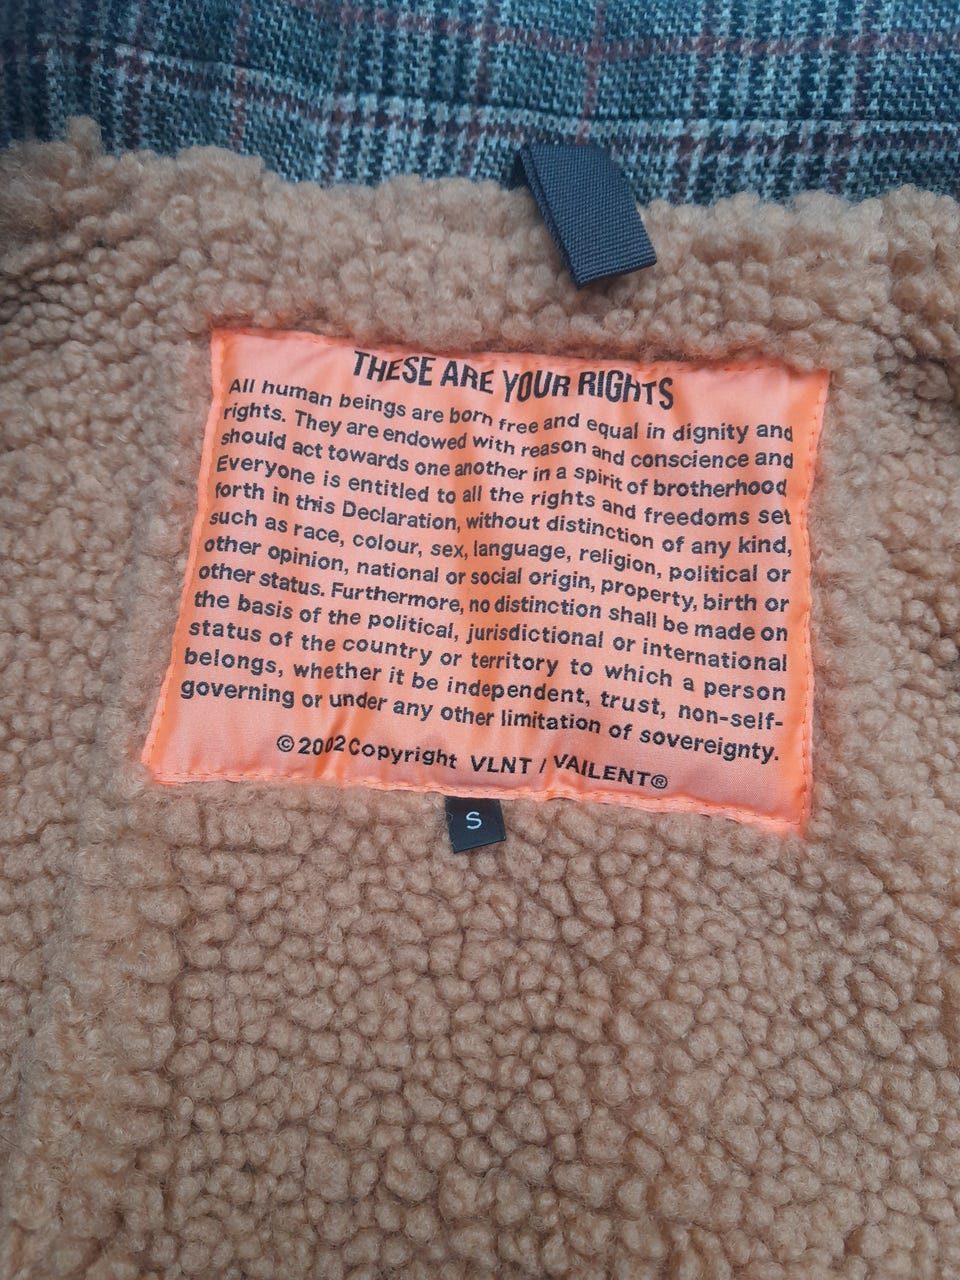 THESE ARE YOUR RIGHTS
All human beings are born free and equal in dignity and
rights. They are endowed with reason and conscience and
should act towards one another in a spirit of brotherhood
Everyone is entitled to all the rights and freedoms set
forth in this Declaration, without distinction of any kind,
such as race, colour, sex, language, religion, political or
other opinion, national or social origin, property, birth or
other status. Furthermore, no distinction shall be made on
the basis of the political, jurisdictional or international
status of the country or territory to which a person
belongs, whether it be independent, trust, non-self-
governing or under any other limitation of sovereignty.
© 2002 Copyright VLNT / VAILENT®
S